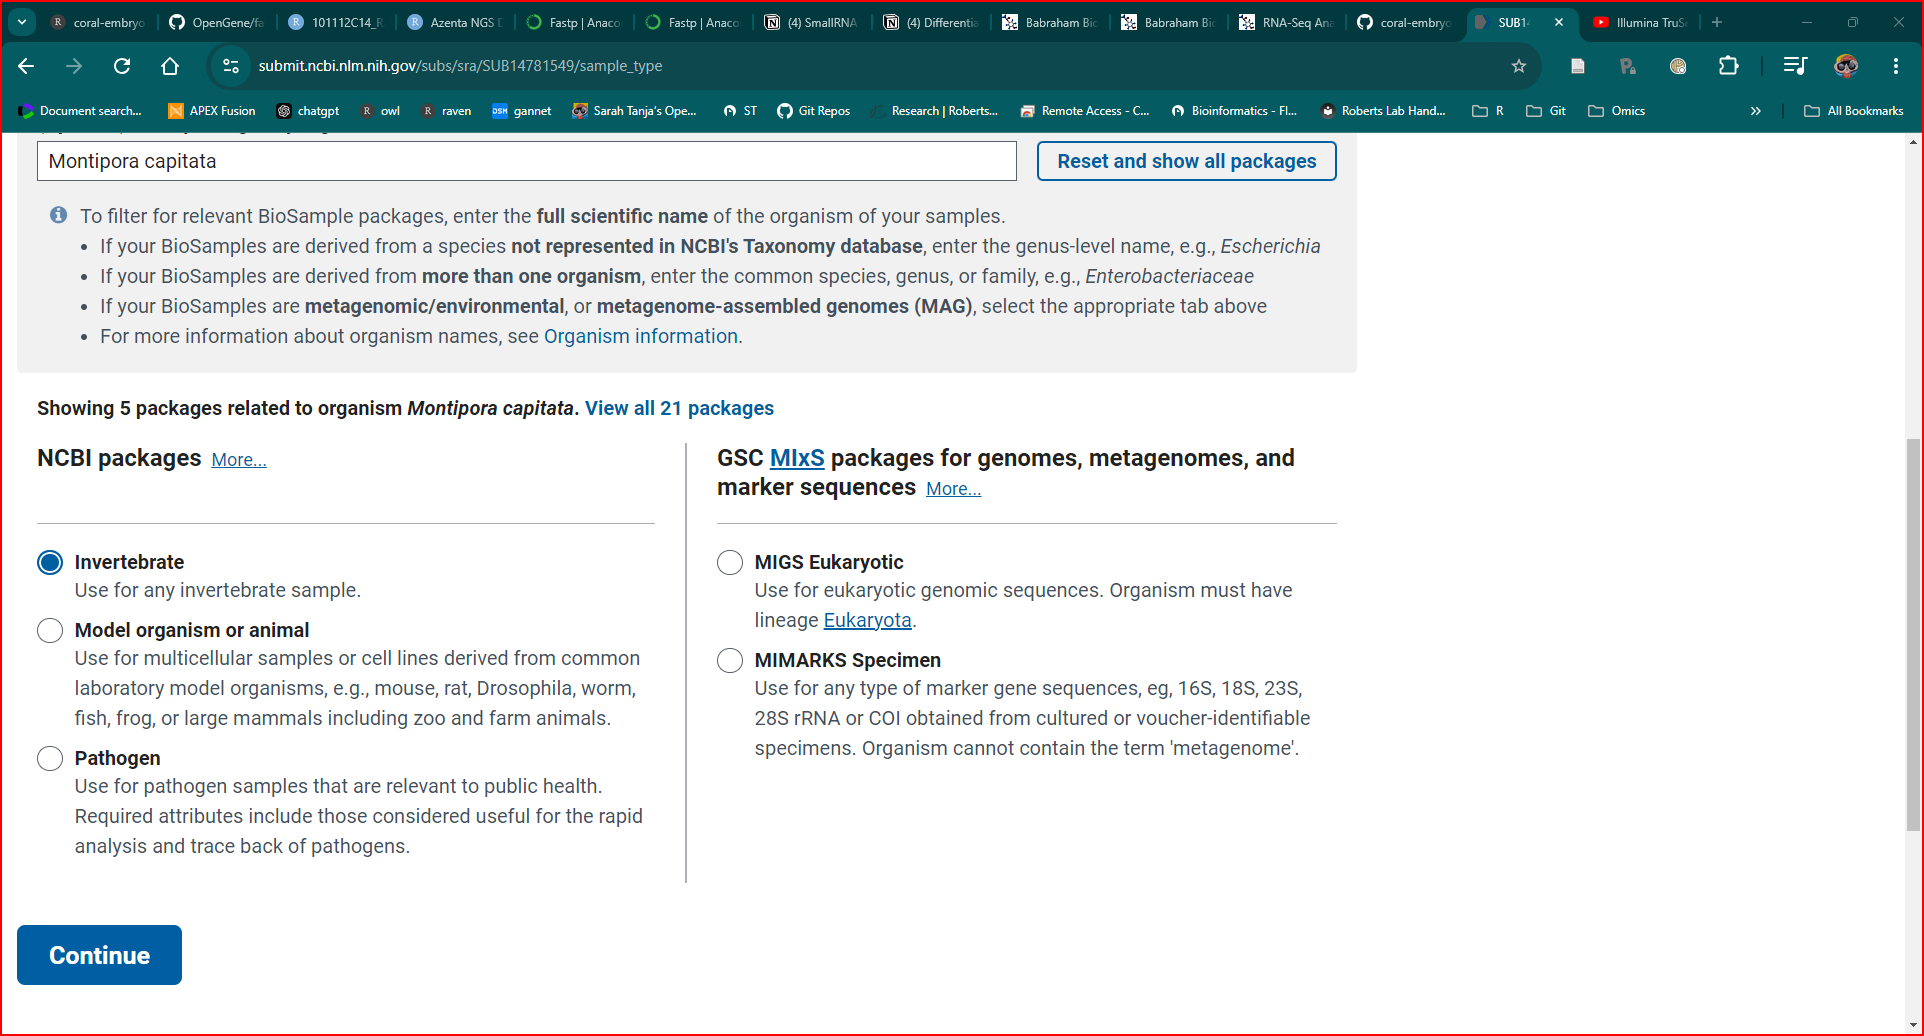 coral-embryo
OpenGene/fa
101112C14_R
Azenta NGS D
Fastp | Anaco
Fastp | Anaco
(4) SmallRNA
(4) Differentia
Babraham Bio
Babraham Bio
RNA-Seq Ana
coral-embryo
SUB14
Illumina TruS
submit.ncbi.nlm.nih.gov/subs/sra/SUB14781549/sample_type
Document search...
APEX Fusion
chatgpt
owl
raven
gannet
Sarah Tanja's Ope...
ST
Git Repos
Research | Roberts...
Remote Access - C...
Bioinformatics - Fl...
Roberts Lab Hand...
R
Git
Omics
All Bookmarks
Montipora capitata
Reset and show all packages
To filter for relevant BioSample packages, enter the full scientific name of the organism of your samples.
• If your BioSamples are derived from a species not represented in NCBI's Taxonomy database, enter the genus-level name, e.g., Escherichia
• If your BioSamples are derived from more than one organism, enter the common species, genus, or family, e.g., Enterobacteriaceae
• If your BioSamples are metagenomic/environmental, or metagenome-assembled genomes (MAG), select the appropriate tab above
• For more information about organism names, see Organism information.
Showing 5 packages related to organism Montipora capitata. View all 21 packages
NCBI packages More...
Invertebrate
Use for any invertebrate sample.
Model organism or animal
Use for multicellular samples or cell lines derived from common
laboratory model organisms, e.g., mouse, rat, Drosophila, worm,
fish, frog, or large mammals including zoo and farm animals.
Pathogen
Use for pathogen samples that are relevant to public health.
Required attributes include those considered useful for the rapid
analysis and trace back of pathogens.
GSC MIxS packages for genomes, metagenomes, and
marker sequences More...
MIGS Eukaryotic
Use for eukaryotic genomic sequences. Organism must have
lineage Eukaryota.
MIMARKS Specimen
Use for any type of marker gene sequences, eg, 16S, 18S, 23S,
28S rRNA or COI obtained from cultured or voucher-identifiable
specimens. Organism cannot contain the term 'metagenome'.
Continue